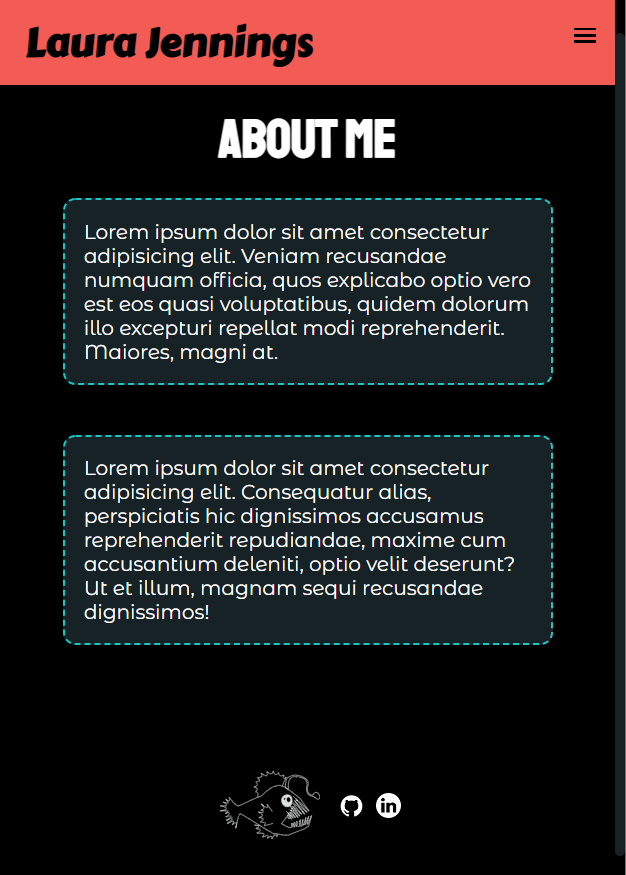 Laura Jennings
ABOUT ME
Lorem ipsum dolor sit amet consectetur
adipisicing elit. Veniam recusandae
numquam officia, quos explicabo optio vero
est eos quasi voluptatibus, quidem dolorum
illo excepturi repellat modi reprehenderit.
Maiores, magni at.
Lorem ipsum dolor sit amet consectetur
adipisicing elit. Consequatur alias,
perspiciatis hic dignissimos accusamus
reprehenderit repudiandae, maxime cum
accusantium deleniti, optio velit deserunt?
Ut et illum, magnam sequi recusandae
dignissimos!
in